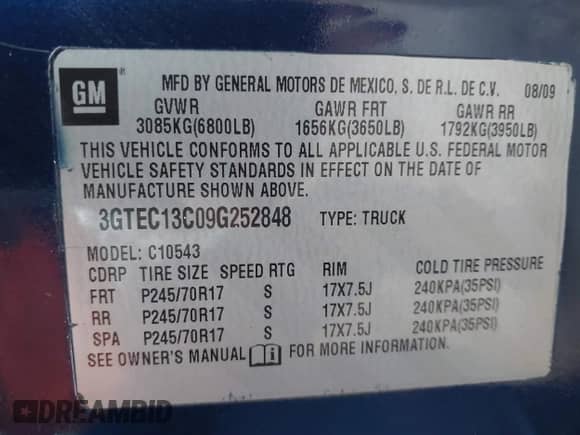 GM
MFD BY GENERAL MOTORS DE MEXICO, S. DE R.L. DE C.V. 08/09
GVWR GAWR FRT GAWR RR
3085KG(6800LB) 1656KG(3650LB) 1792KG(3950LB)
THIS VEHICLE CONFORMS TO ALL APPLICABLE U.S. FEDERAL MOTOR
VEHICLE SAFETY STANDARDS IN EFFECT ON THE DATE OF
MANUFACTURE SHOWN ABOVE.
3GTEC13C09G252848 TYPE: TRUCK
MODEL: C10543
CDRP TIRE SIZE SPEED RTG RIM COLD TIRE PRESSURE
FRT P245/70R17 S 17X7.5J 240KPA(35PSI)
RR P245/70R17 S 17X7.5J 240KPA(35PSI)
SPA P245/70R17 S 17X7.5J 240KPA(35PSI)
SEE OWNER'S MANUAL i FOR MORE INFORMATION.
DREAMBID